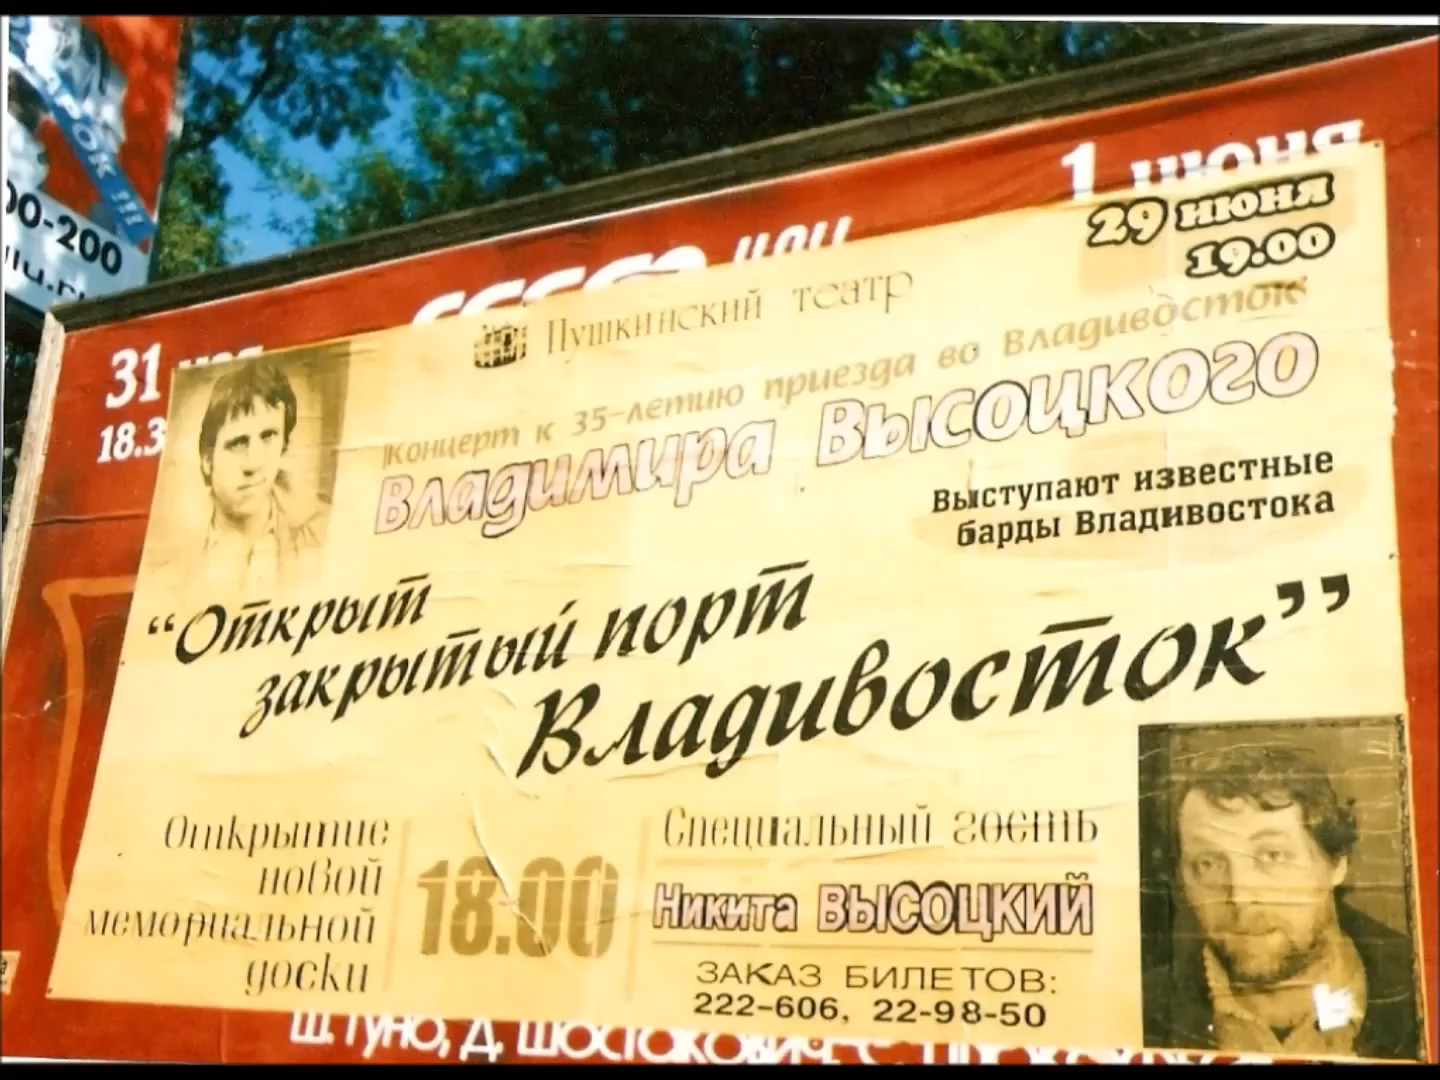 00-200
1 июня
29 июня
19.00
31 мая
18.3
Пушкинский театр
Концерт к 35-летию приезда во Владивосток
Владимира Высоцкого
Выступают известные
барды Владивостока
“Открыт
закрытый порт
Владивосток”
Открытие
новой
мемориальной
доски
18.00
Специальный гость
Никита ВЫСОЦКИЙ
ЗАКАЗ БИЛЕТОВ:
222-606, 22-98-50
Ш. ГУНО, Д. ШОСТАКОВИЧ, С.